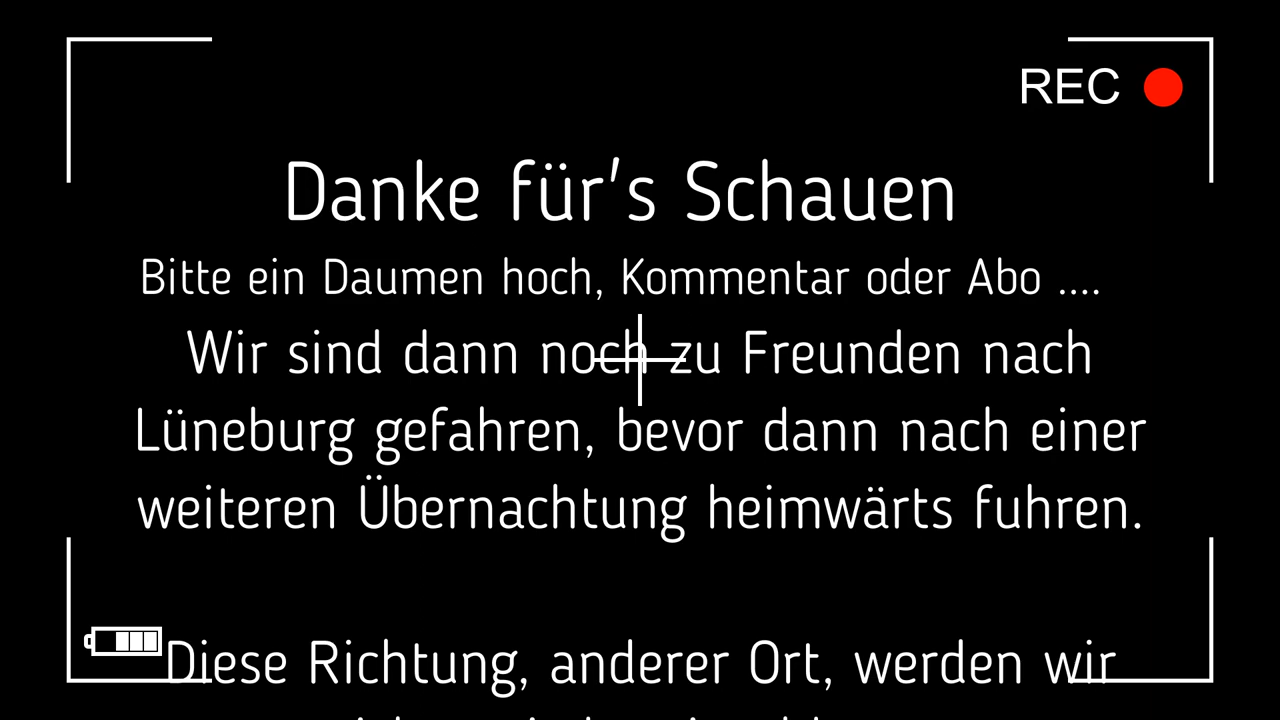 REC
Danke für's Schauen
Bitte ein Daumen hoch, Kommentar oder Abo ....
Wir sind dann noch zu Freunden nach
Lüneburg gefahren, bevor dann nach einer
weiteren Übernachtung heimwärts fuhren.
Diese Richtung, anderer Ort, werden wir